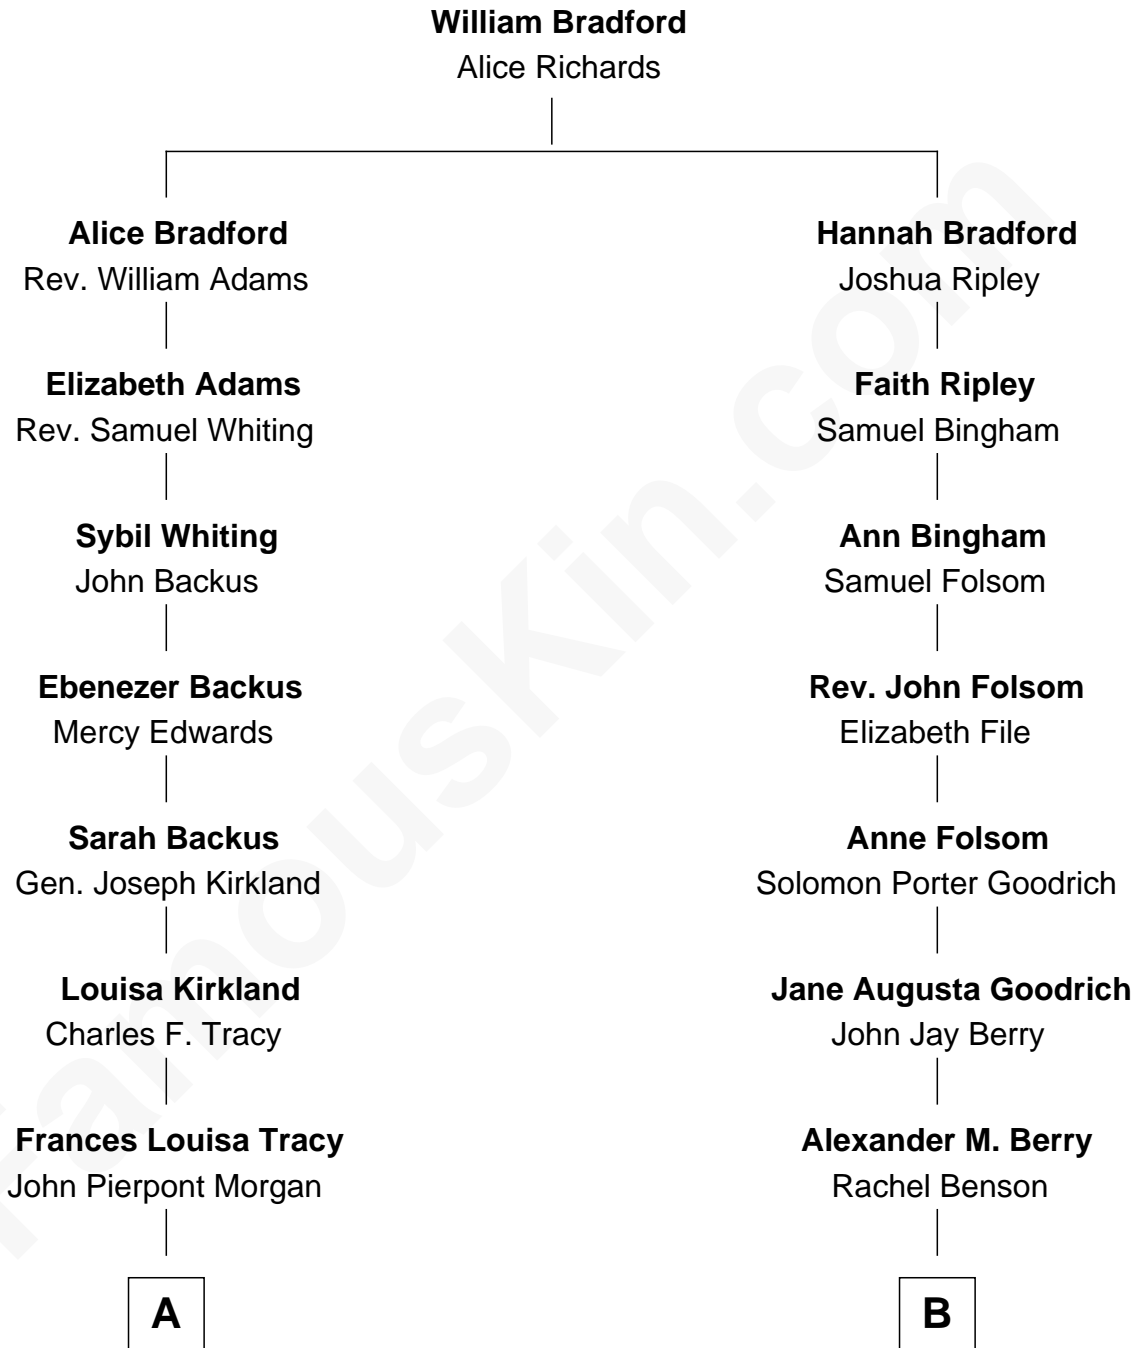 William Bradford
Alice Richards
Alice Bradford
Rev. William Adams
Hannah Bradford
Joshua Ripley
Elizabeth Adams
Rev. Samuel Whiting
Faith Ripley
Samuel Bingham
Sybil Whiting
John Backus
Ann Bingham
Samuel Folsom
Ebenezer Backus
Mercy Edwards
Rev. John Folsom
Elizabeth File
Sarah Backus
Gen. Joseph Kirkland
Anne Folsom
Solomon Porter Goodrich
Louisa Kirkland
Charles F. Tracy
Jane Augusta Goodrich
John Jay Berry
Frances Louisa Tracy
John Pierpont Morgan
Alexander M. Berry
Rachel Benson
A
B
FamousKin.com